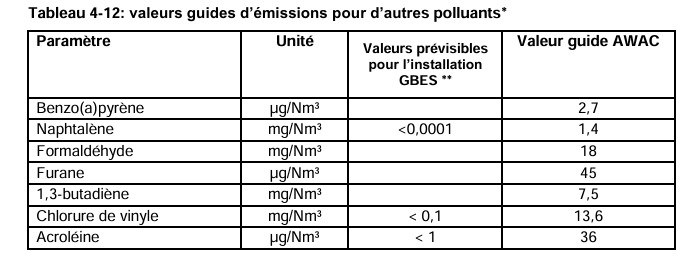 Tableau 4-12: valeurs guides d'émissions pour d'autres polluants*
Paramètre Unité Valeurs prévisibles pour l'installation GBES ** Valeur guide AWAC
Benzo(a)pyrène µg/Nm³ 2,7
Naphtalène mg/Nm³ <0,0001 1,4
Formaldéhyde mg/Nm³ 18
Furane µg/Nm³ 45
1,3-butadiène mg/Nm³ 7,5
Chlorure de vinyle mg/Nm³ < 0,1 13,6
Acroléine µg/Nm³ < 1 36